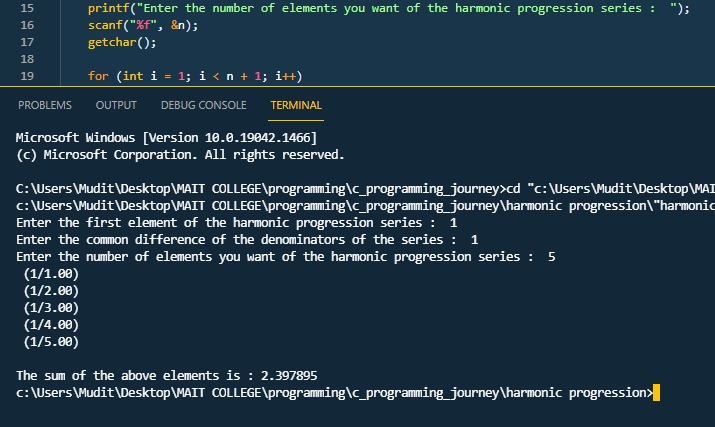 15 printf("Enter the number of elements you want of the harmonic progression series :  ");
16 scanf("%f", &n);
17 getchar();
18
19 for (int i = 1; i < n + 1; i++)
PROBLEMS OUTPUT DEBUG CONSOLE TERMINAL
Microsoft Windows [Version 10.0.19042.1466]
(c) Microsoft Corporation. All rights reserved.
C:\Users\Mudit\Desktop\MAIT COLLEGE\programming\c_programming_journey>cd "c:\Users\Mudit\Desktop\MAI
c:\Users\Mudit\Desktop\MAIT COLLEGE\programming\c_programming_journey\harmonic progression\"harmonic
Enter the first element of the harmonic progression series :  1
Enter the common difference of the denominators of the series :  1
Enter the number of elements you want of the harmonic progression series :  5
(1/1.00)
(1/2.00)
(1/3.00)
(1/4.00)
(1/5.00)
The sum of the above elements is : 2.397895
c:\Users\Mudit\Desktop\MAIT COLLEGE\programming\c_programming_journey\harmonic progression>